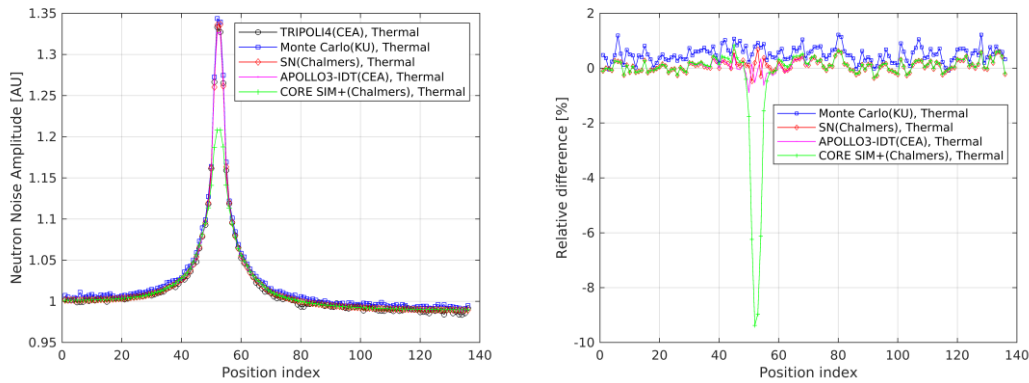 1.35
1.3
1.25
1.2
1.15
1.1
1.05
1
0.95
Neutron Noise Amplitude [AU]
TRIPOLI4(CEA), Thermal
Monte Carlo(KU), Thermal
SN(Chalmers), Thermal
APOLLO3-IDT(CEA), Thermal
CORE SIM+(Chalmers), Thermal
0 20 40 60 80 100 120 140
Position index
2
0
-2
-4
-6
-8
-10
Relative difference [%]
Monte Carlo(KU), Thermal
SN(Chalmers), Thermal
APOLLO3-IDT(CEA), Thermal
CORE SIM+(Chalmers), Thermal
0 20 40 60 80 100 120 140
Position index